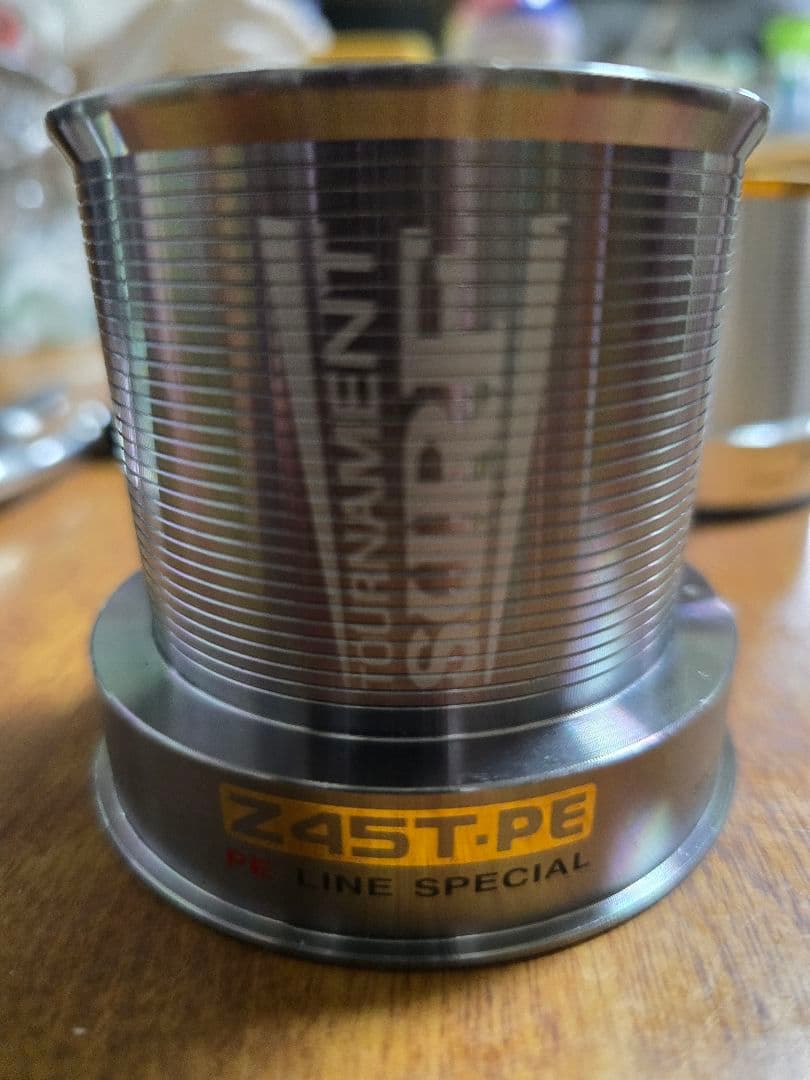 TOURNAMENT
SURF
Z45T·PE
PE LINE SPECIAL